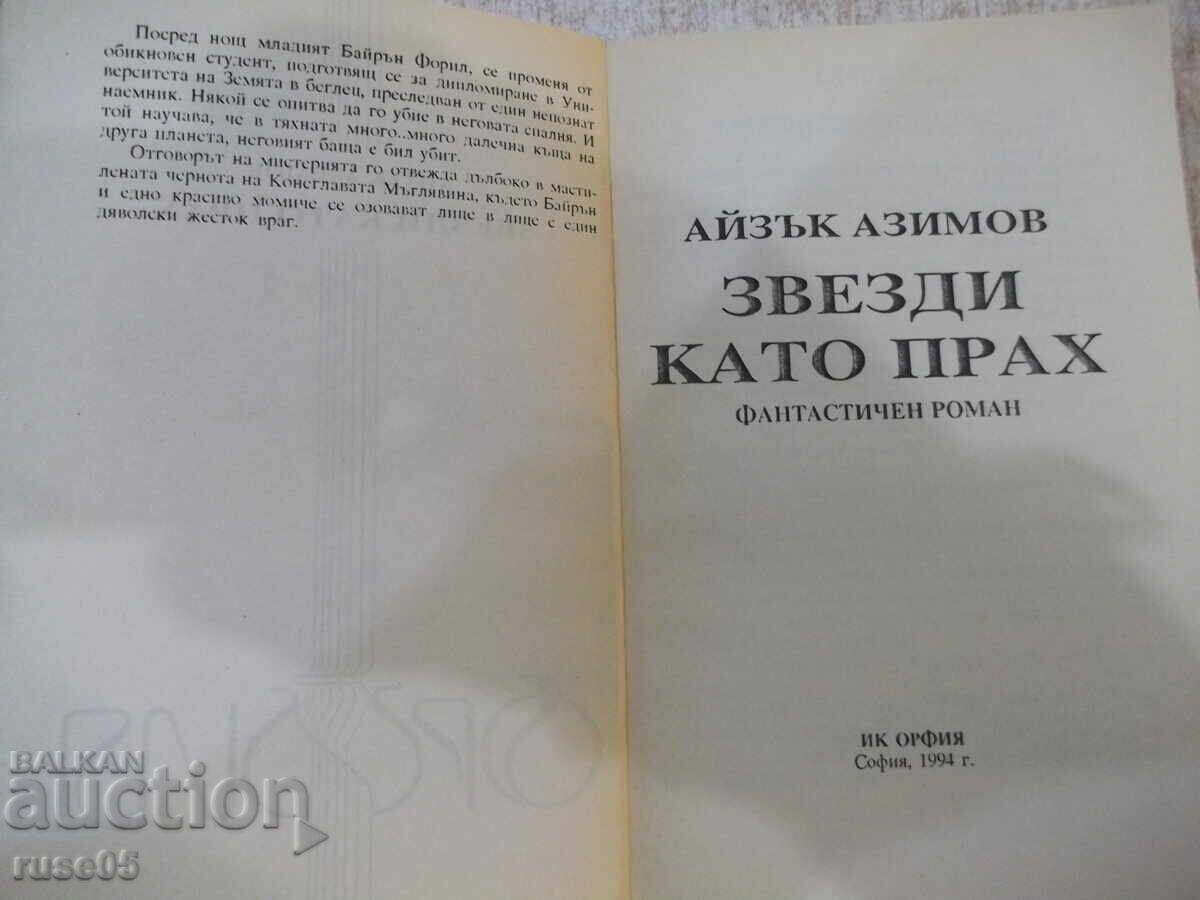 Посред нощ младият Байрън Форил, се променя от
обикновен студент, подготвящ се за дипломиране в Уни-
верситета на Земята в беглец, преследван от един непознат
наемник. Някой се опитва да го убие в неговата спалня. И
той научава, че в тяхната много..много далечна къща на
друга планета, неговият баща е бил убит.
Отговорът на мистерията го отвежда дълбоко в масти-
лената чернота на Конеглавата Мъглявина, където Байрън
и едно красиво момиче се озовават лице в лице с един
дяволски жесток враг.
АЙЗЪК АЗИМОВ
ЗВЕЗДИ
КАТО ПРАХ
ФАНТАСТИЧЕН РОМАН
ИК ОРФИЯ
София, 1994 г.
BALKAN
auction
ruse05